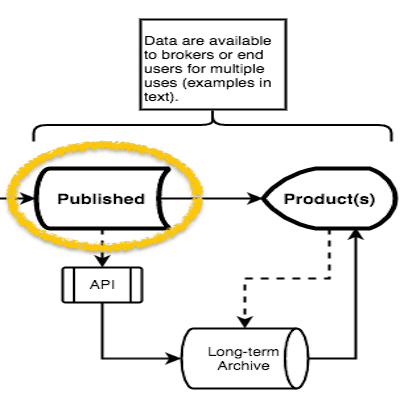 Data are available
to brokers or end
users for multiple
uses (examples in
text).
Published
Product(s)
API
Long-term
Archive